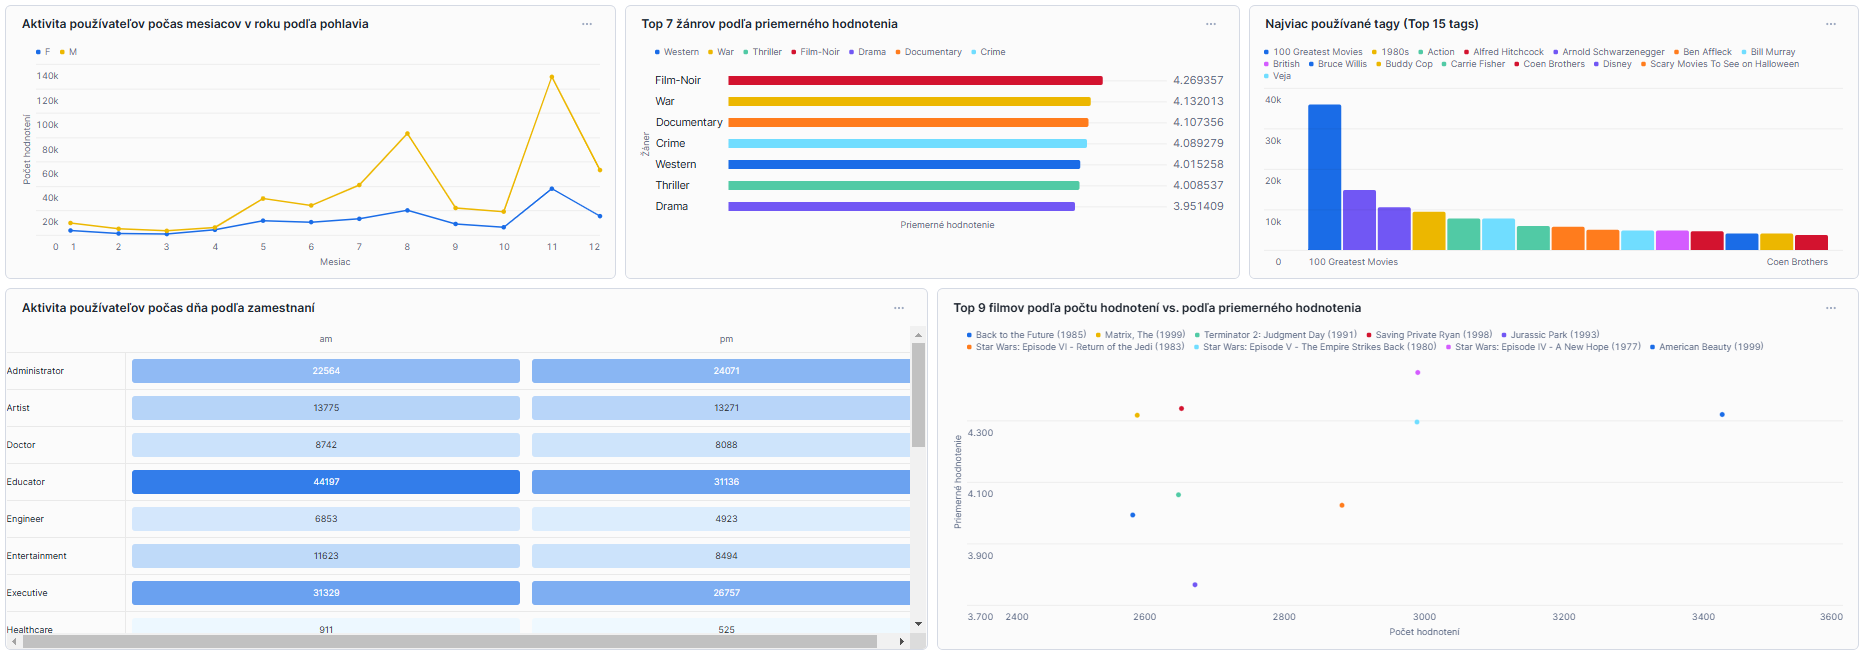 Aktivita používateľov počas mesiacov v roku podľa pohlavia
...
F M
140k
120k
100k
80k
60k
40k
20k
0
1 2 3 4 5 6 7 8 9 10 11 12
Počet hodnotení
Mesiac
Top 7 žánrov podľa priemerného hodnotenia
...
Western War Thriller Film-Noir Drama Documentary Crime
Film-Noir 4.269357
War 4.132013
Documentary 4.107356
Crime 4.089279
Western 4.015258
Thriller 4.008537
Drama 3.951409
Žáner
Priemerné hodnotenie
Najviac používané tagy (Top 15 tags)
...
100 Greatest Movies 1980s Action Alfred Hitchcock Arnold Schwarzenegger Ben Affleck Bill Murray
British Bruce Willis Buddy Cop Carrie Fisher Coen Brothers Disney Scary Movies To See on Halloween
Veja
40k
30k
20k
10k
0
100 Greatest Movies Coen Brothers
Aktivita používateľov počas dňa podľa zamestnaní
...
am pm
Administrator 22564 24071
Artist 13775 13271
Doctor 8742 8088
Educator 44197 31136
Engineer 6853 4923
Entertainment 11623 8494
Executive 31329 26757
Healthcare 911 525
Top 9 filmov podľa počtu hodnotení vs. podľa priemerného hodnotenia
...
Back to the Future (1985) Matrix, The (1999) Terminator 2: Judgment Day (1991) Saving Private Ryan (1998) Jurassic Park (1993)
Star Wars: Episode VI - Return of the Jedi (1983) Star Wars: Episode V - The Empire Strikes Back (1980) Star Wars: Episode IV - A New Hope (1977) American Beauty (1999)
4.300
4.100
3.900
3.700
2400 2600 2800 3000 3200 3400 3600
Priemerné hodnotenie
Počet hodnotení